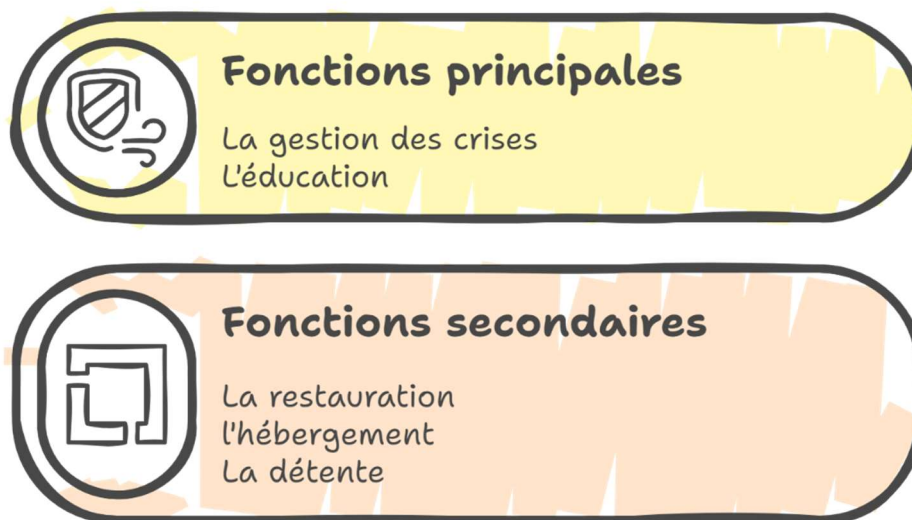 Fonctions principales
La gestion des crises
L'éducation
Fonctions secondaires
La restauration
l'hébergement
La détente